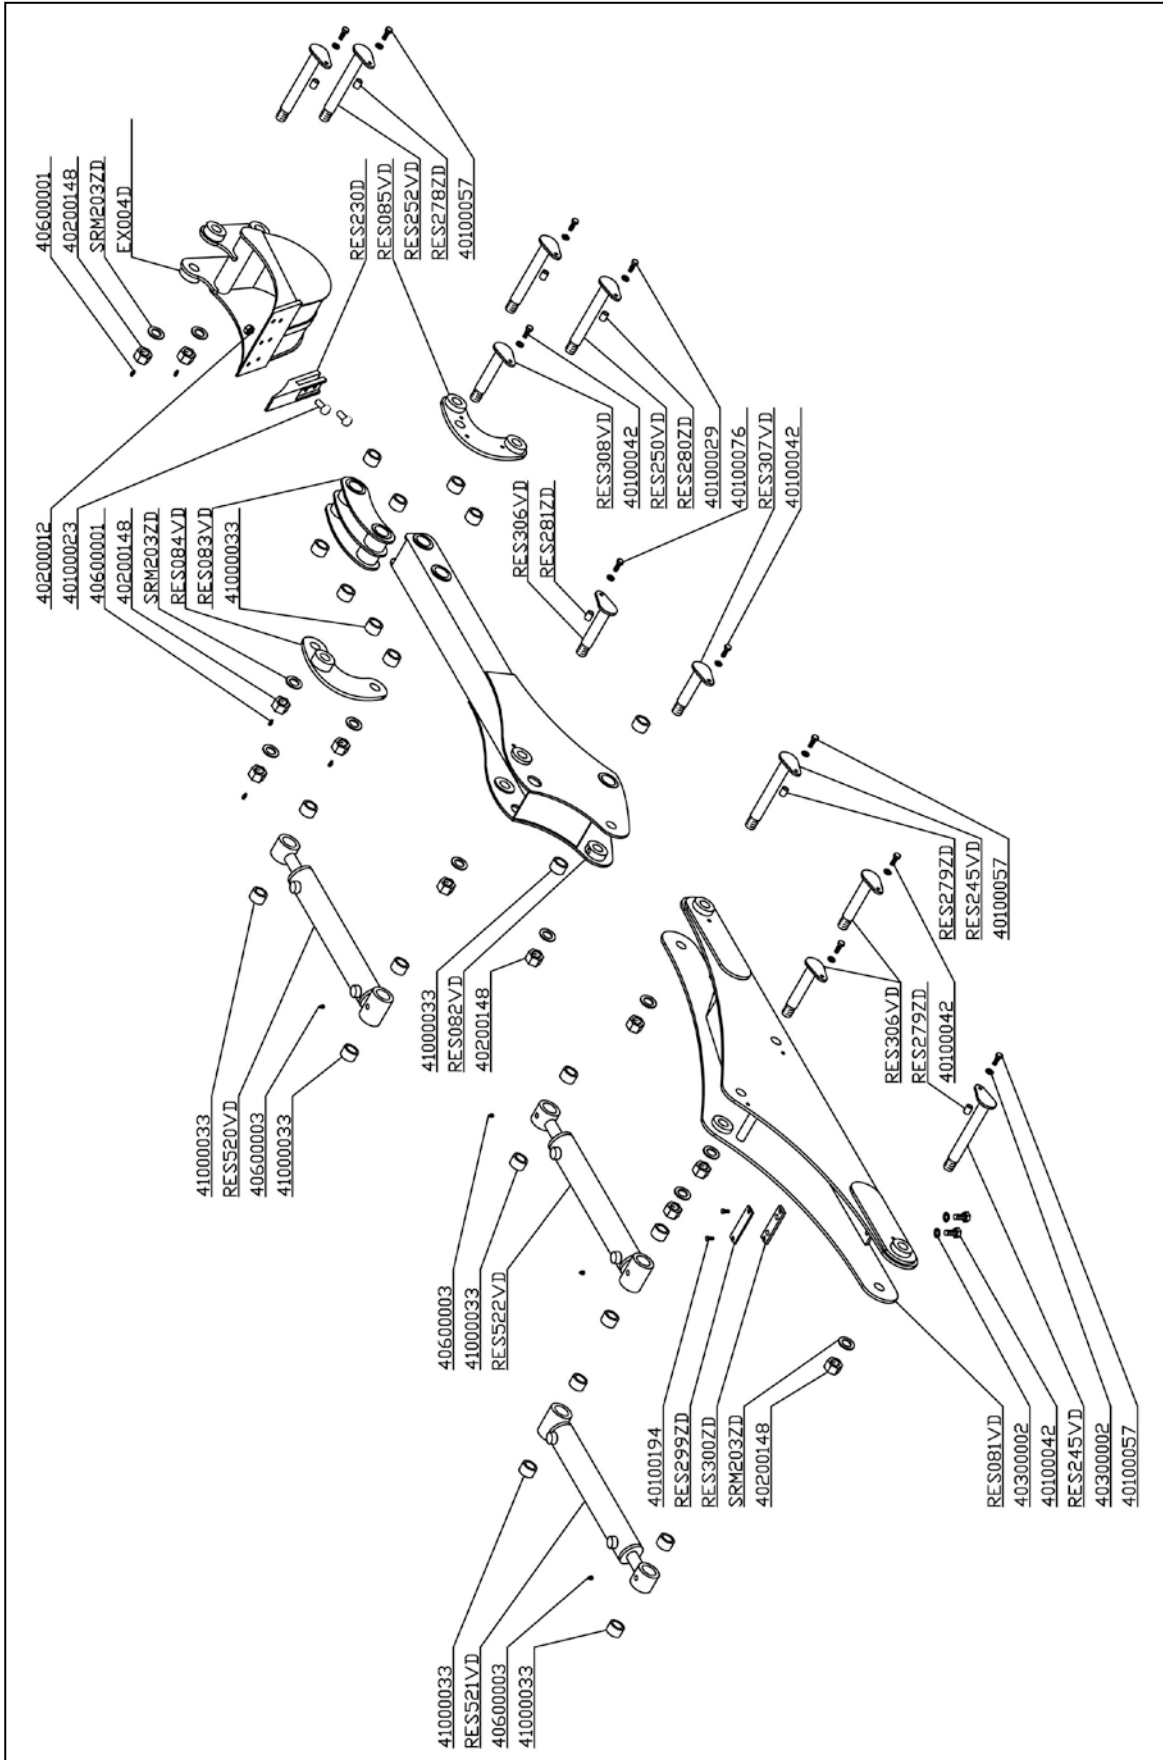 40600001
40200148
SRM203ZD
EX004D
RES230D
RES085VD
RES252VD
RES278ZD
40100057
40200012
40100023
40600001
40200148
SRM203ZD
RES084VD
RES083VD
41000033
RES306VD
RES281ZD
RES308VD
40100042
RES250VD
RES280ZD
40100029
40100076
RES307VD
40100042
41000033
RES520VD
40600003
41000033
41000033
RES082VD
40200148
RES279ZD
RES245VD
40100057
RES306VD
RES279ZD
40100042
40600003
41000033
RES522VD
40100194
RES299ZD
RES300ZD
SRM203ZD
40200148
RES081VD
40300002
40100042
RES245VD
40300002
40100057
41000033
RES521VD
40600003
41000033